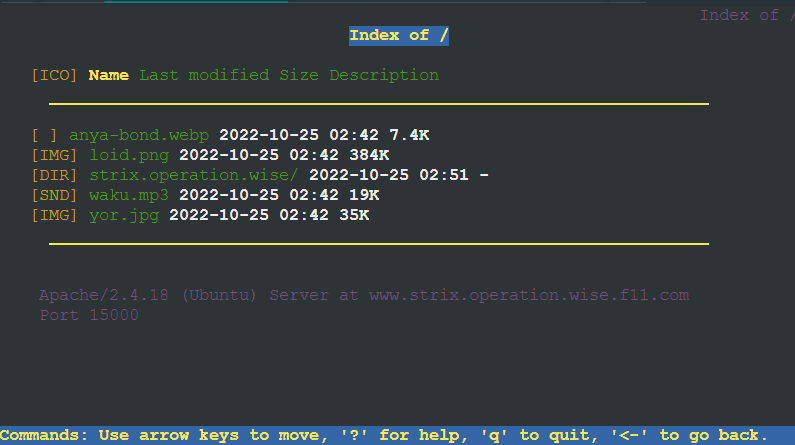 Index of /
Index of /
[ICO] Name Last modified Size Description
[ ] anya-bond.webp 2022-10-25 02:42 7.4K
[IMG] loid.png 2022-10-25 02:42 384K
[DIR] strix.operation.wise/ 2022-10-25 02:51 -
[SND] waku.mp3 2022-10-25 02:42 19K
[IMG] yor.jpg 2022-10-25 02:42 35K
Apache/2.4.18 (Ubuntu) Server at www.strix.operation.wise.f11.com
Port 15000
Commands: Use arrow keys to move, '?' for help, 'q' to quit, '<-' to go back.